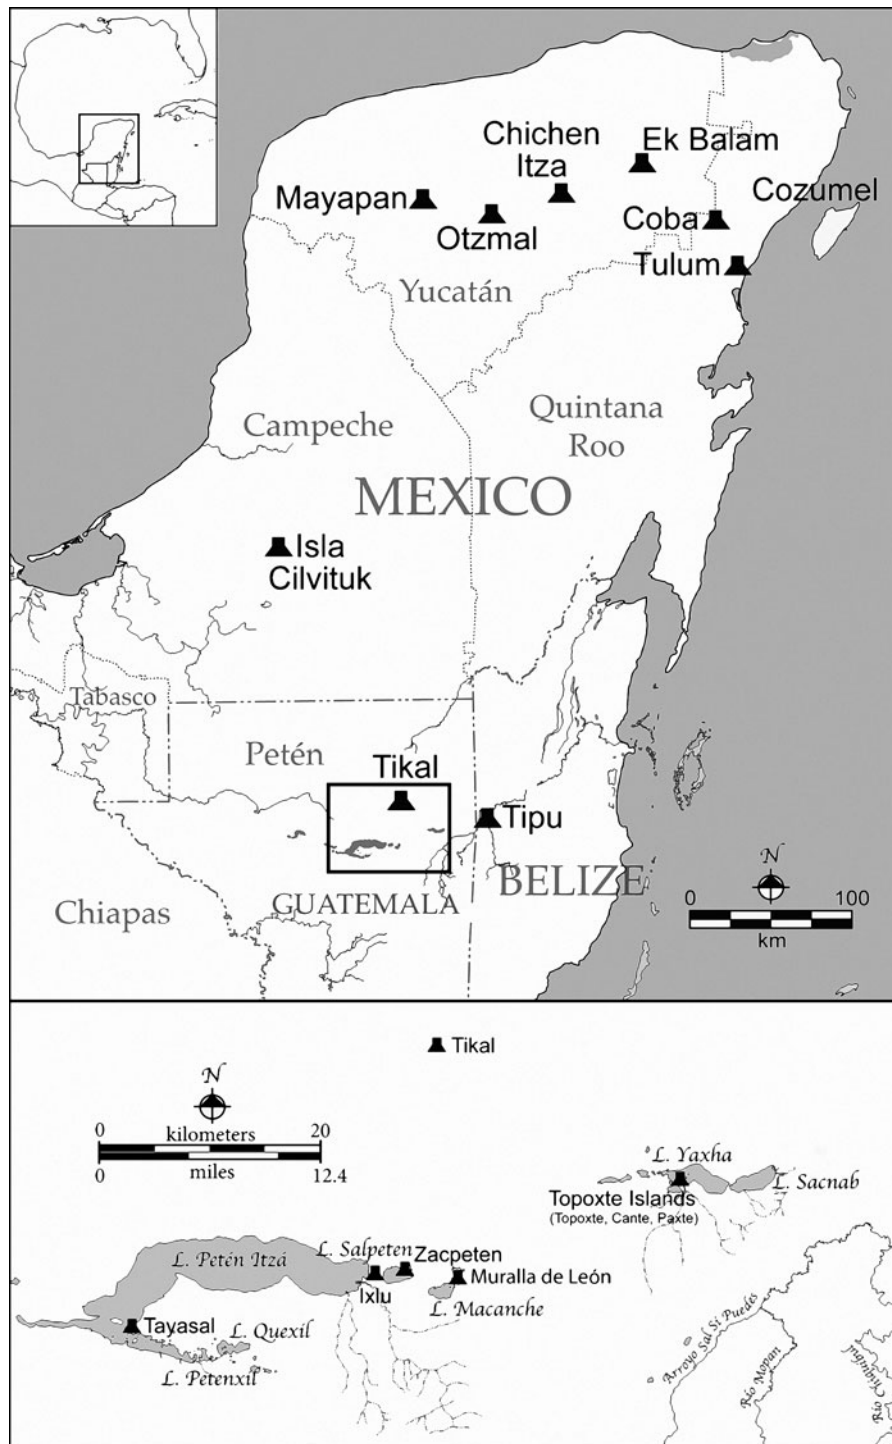 Chichen
Itza
Ek Balam
Mayapan
Otzmal
Coba
Cozumel
Tulum
Yucatán
Campeche
Quintana
Roo
MEXICO
Isla
Cilvituk
Tabasco
Petén
Tikal
Tipu
Chiapas
GUATEMALA
BELIZE
N
0 100
km
Tikal
N
0 kilometers 20
0 miles 12.4
L. Yaxha
L. Sacnab
Topoxte Islands
(Topoxte, Cante, Paxte)
L. Petén Itzá
L. Salpeten
Zacpeten
Muralla de León
Ixlu
L. Macanche
Tayasal
L. Quexil
L. Petenxil
Arroyo Sal Si Puedes
Río Mopan